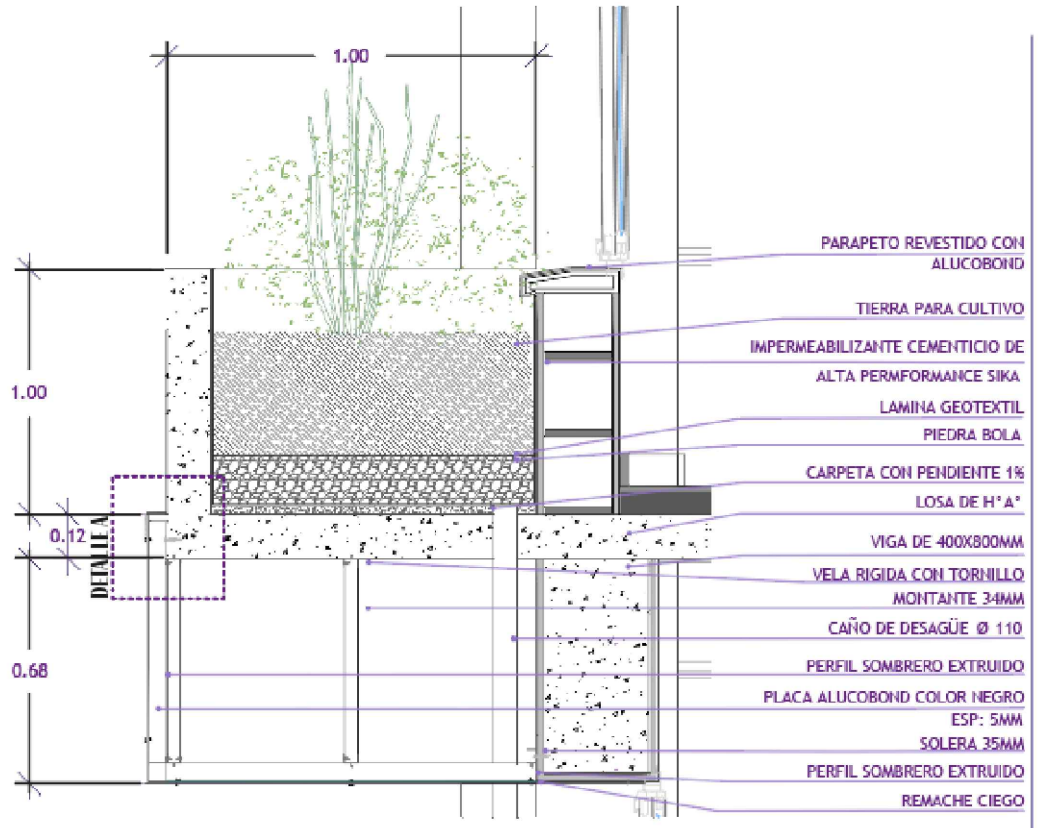 1.00
PARAPETO REVESTIDO CON
ALUCOBOND
TIERRA PARA CULTIVO
IMPERMEABILIZANTE CEMENTICIO DE
ALTA PERMFORMANCE SIKA
1.00
LAMINA GEOTEXTIL
PIEDRA BOLA
CARPETA CON PENDIENTE 1%
LOSA DE H°A°
0.12
DETALLE A
VIGA DE 400X800MM
VELA RIGIDA CON TORNILLO
MONTANTE 34MM
CAÑO DE DESAGÜE Ø 110
0.68
PERFIL SOMBRERO EXTRUIDO
PLACA ALUCOBOND COLOR NEGRO
ESP: 5MM
SOLERA 35MM
PERFIL SOMBRERO EXTRUIDO
REMACHE CIEGO